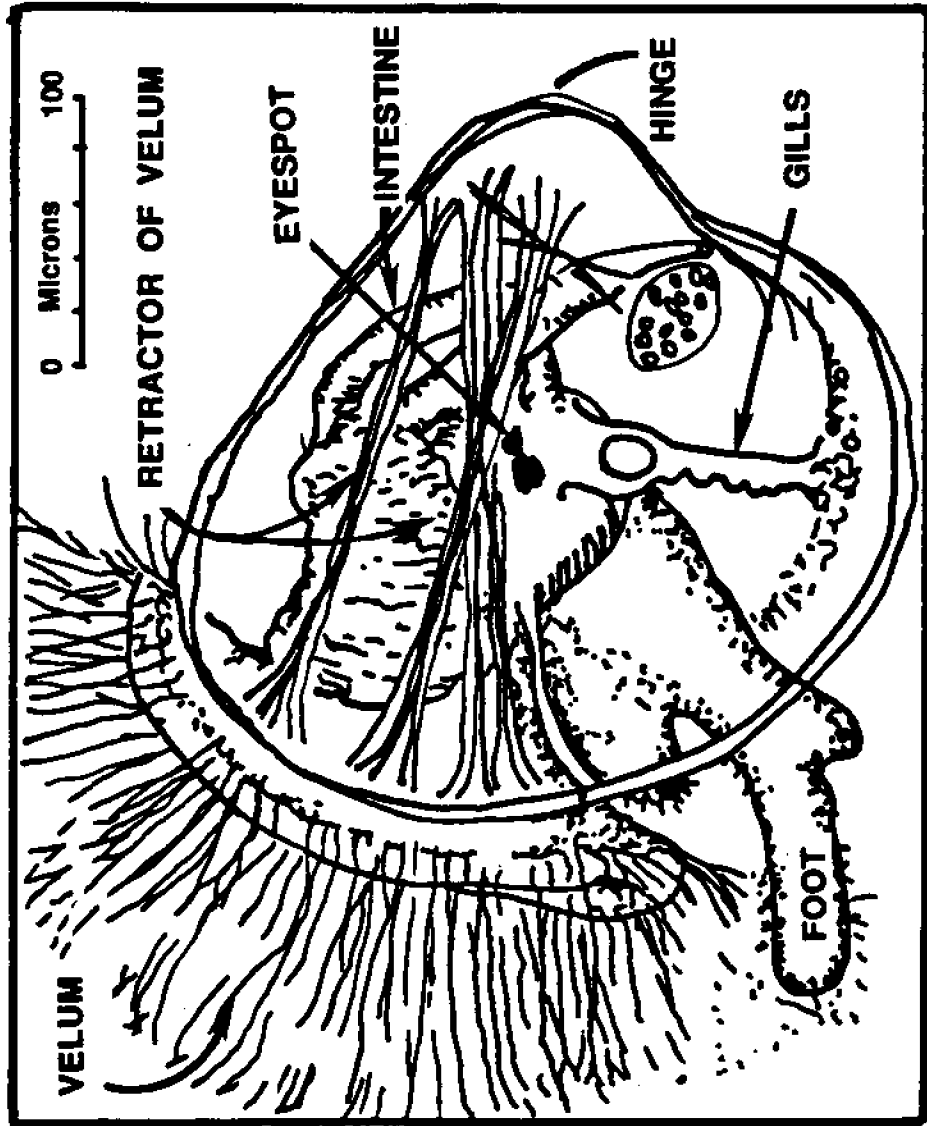 VELUM
RETRACTOR OF VELUM
0 Microns 100
EYESPOT
INTESTINE
HINGE
GILLS
FOOT